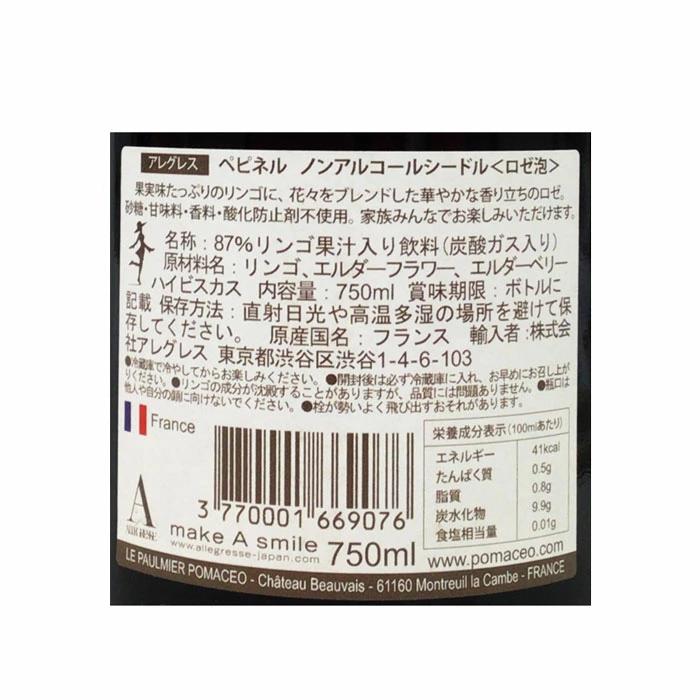 アレグレス ペピネル ノンアルコールシードル<ロゼ泡>
果実味たっぷりのリンゴに、花々をブレンドした華やかな香り立ちのロゼ。
砂糖・甘味料・香料・酸化防止剤不使用。家族みんなでお楽しみいただけます。
名称:87%リンゴ果汁入り飲料(炭酸ガス入り)
原材料名:リンゴ、エルダーフラワー、エルダーベリー
ハイビスカス 内容量:750ml 賞味期限:ボトルに
記載 保存方法:直射日光や高温多湿の場所を避けて保
存してください。 原産国名:フランス 輸入者:株式会
社アレグレス 東京都渋谷区渋谷1-4-6-103
●冷蔵庫で冷やしてからお楽しみください。●開封後は必ず冷蔵庫に入れ、お早めにお召し上が
りください。●リンゴの成分が沈殿することがありますが、品質には問題ありません。●瓶口は
他人や自分の顔に向けないでください。●栓が勢いよく飛び出すおそれがあります。
France
栄養成分表示(100mlあたり)
エネルギー 41kcal
たんぱく質 0.5g
脂質 0.8g
炭水化物 9.9g
食塩相当量 0.01g
A
ALLEGRESSE
3 770001 669076
make A smile
www.allegresse-japan.com
750ml
www.pomaceo.com
LE PAULMIER POMACEO - Château Beauvais - 61160 Montreuil la Cambe - FRANCE